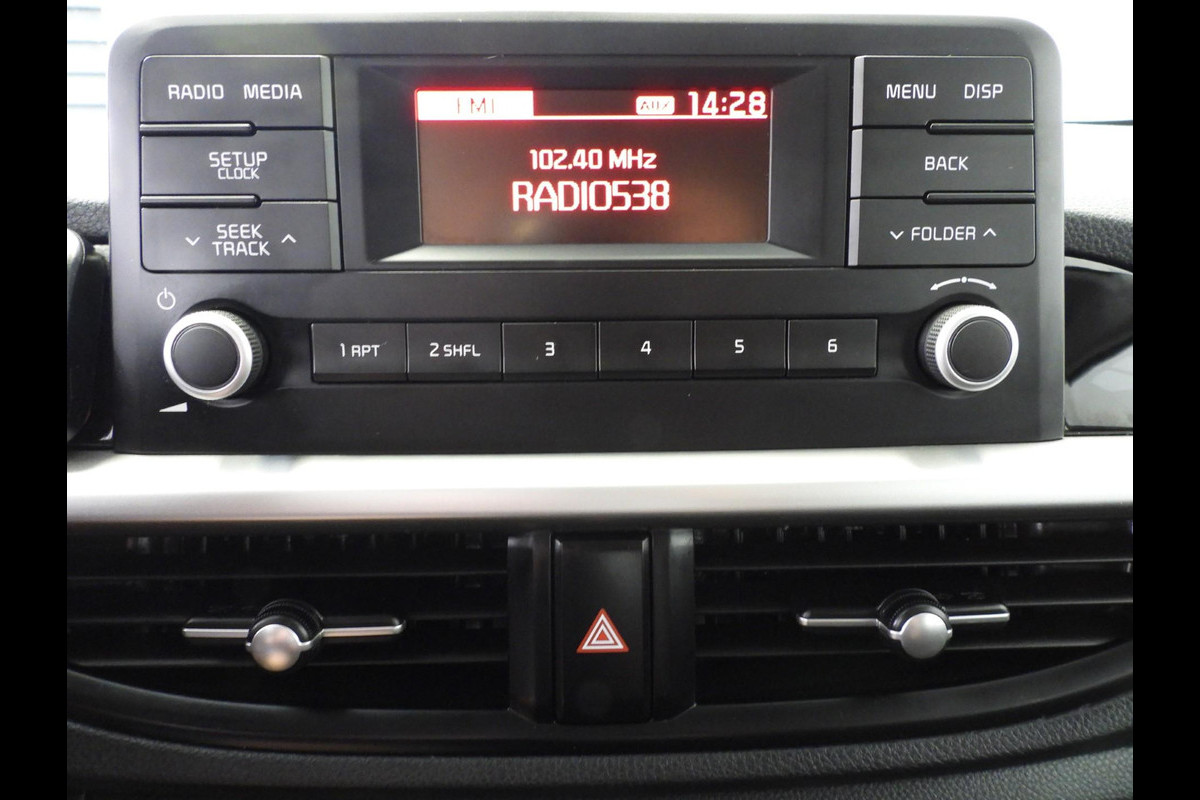 RADIO MEDIA
FM1 AUX 14:28
MENU DISP
SETUP
CLOCK
102.40 MHz
RADIO538
BACK
SEEK
TRACK
FOLDER
1 RPT
2 SHFL
3
4
5
6